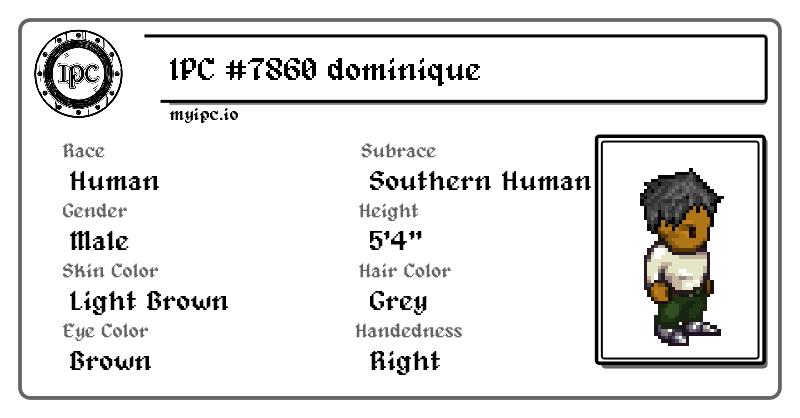 IPC
IPC #7860 dominique
myipc.io
Race
Human
Subrace
Southern Human
Gender
Male
Height
5'4"
Skin Color
Light Brown
Hair Color
Grey
Eye Color
Brown
Handedness
Right